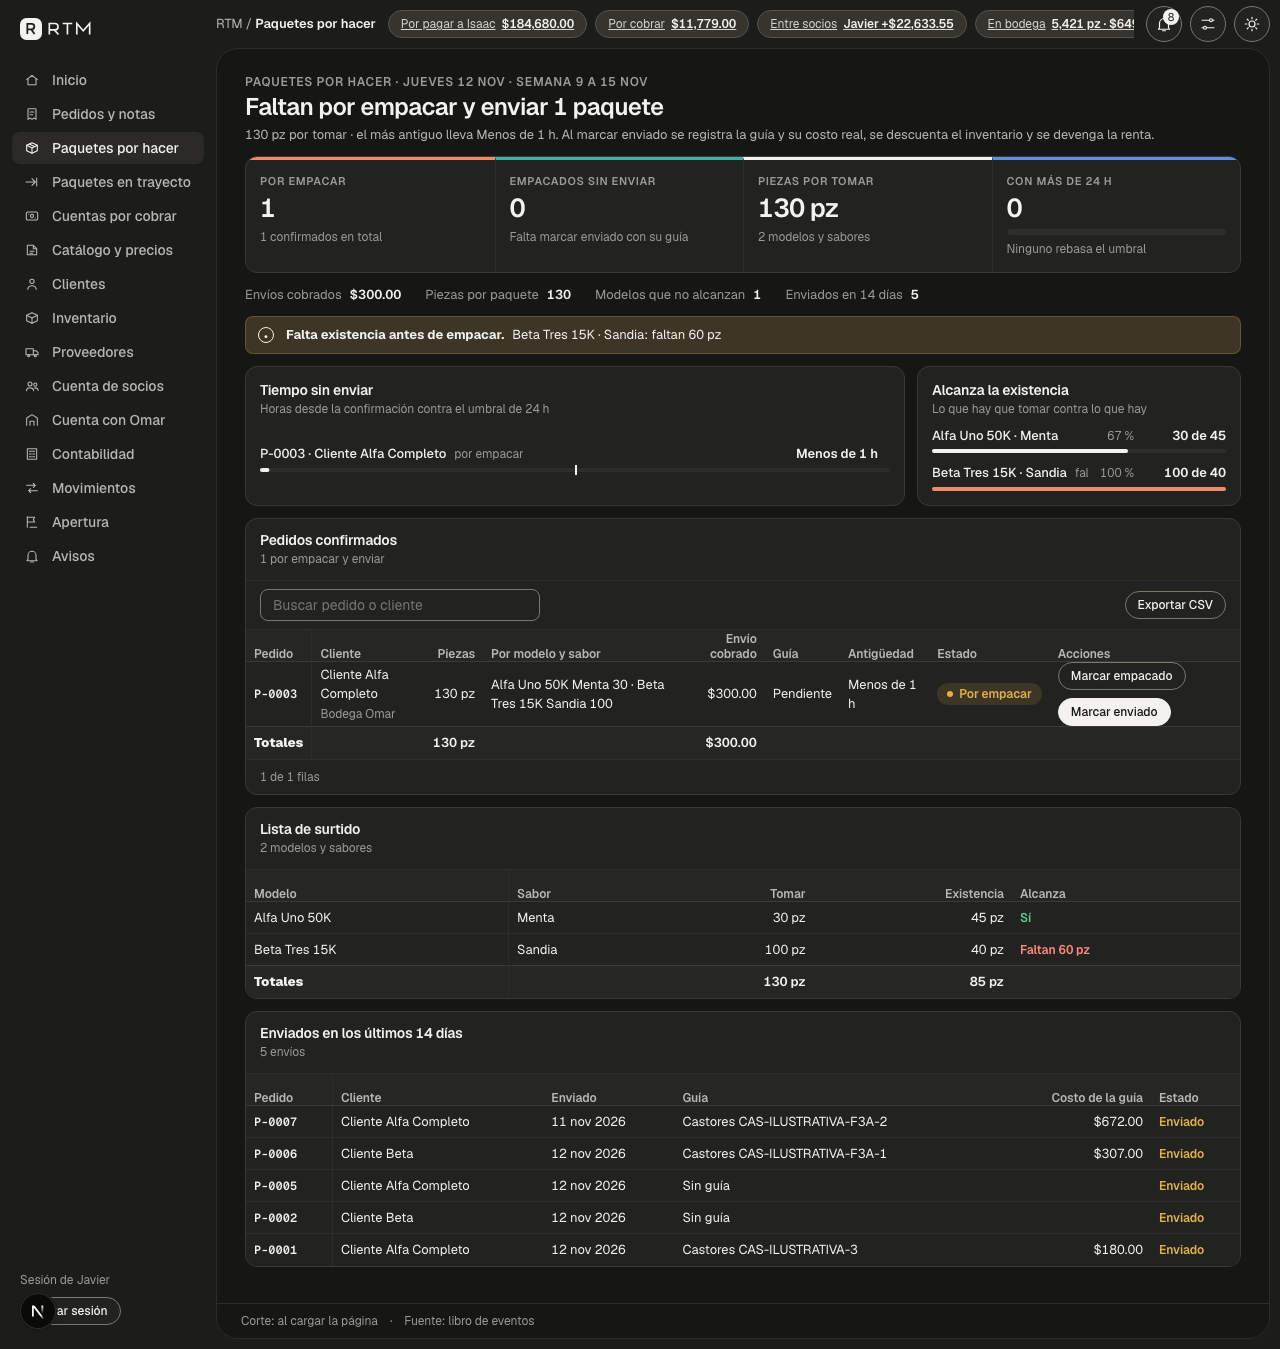 R RTM
RTM / Paquetes por hacer
Por pagar a Isaac $184,680.00
Por cobrar $11,779.00
Entre socios Javier +$22,633.55
En bodega 5,421 pz · $649
8
Inicio
Pedidos y notas
Paquetes por hacer
Paquetes en trayecto
Cuentas por cobrar
Catálogo y precios
Clientes
Inventario
Proveedores
Cuenta de socios
Cuenta con Omar
Contabilidad
Movimientos
Apertura
Avisos
Sesión de Javier
N ar sesión
PAQUETES POR HACER · JUEVES 12 NOV · SEMANA 9 A 15 NOV
Faltan por empacar y enviar 1 paquete
130 pz por tomar · el más antiguo lleva Menos de 1 h. Al marcar enviado se registra la guía y su costo real, se descuenta el inventario y se devenga la renta.
POR EMPACAR
1
1 confirmados en total
EMPACADOS SIN ENVIAR
0
Falta marcar enviado con su guía
PIEZAS POR TOMAR
130 pz
2 modelos y sabores
CON MÁS DE 24 H
0
Ninguno rebasa el umbral
Envíos cobrados $300.00 Piezas por paquete 130 Modelos que no alcanzan 1 Enviados en 14 días 5
Falta existencia antes de empacar. Beta Tres 15K · Sandia: faltan 60 pz
Tiempo sin enviar
Horas desde la confirmación contra el umbral de 24 h
P-0003 · Cliente Alfa Completo por empacar Menos de 1 h
Alcanza la existencia
Lo que hay que tomar contra lo que hay
Alfa Uno 50K · Menta 67 % 30 de 45
Beta Tres 15K · Sandia fal 100 % 100 de 40
Pedidos confirmados
1 por empacar y enviar
Buscar pedido o cliente
Exportar CSV
Pedido Cliente Piezas Por modelo y sabor Envío cobrado Guía Antigüedad Estado Acciones
P-0003 Cliente Alfa Completo Bodega Omar 130 pz Alfa Uno 50K Menta 30 · Beta Tres 15K Sandia 100 $300.00 Pendiente Menos de 1 h Por empacar Marcar empacado Marcar enviado
Totales 130 pz $300.00
1 de 1 filas
Lista de surtido
2 modelos y sabores
Modelo Sabor Tomar Existencia Alcanza
Alfa Uno 50K Menta 30 pz 45 pz Sí
Beta Tres 15K Sandia 100 pz 40 pz Faltan 60 pz
Totales 130 pz 85 pz
Enviados en los últimos 14 días
5 envíos
Pedido Cliente Enviado Guía Costo de la guía Estado
P-0007 Cliente Alfa Completo 11 nov 2026 Castores CAS-ILUSTRATIVA-F3A-2 $672.00 Enviado
P-0006 Cliente Beta 12 nov 2026 Castores CAS-ILUSTRATIVA-F3A-1 $307.00 Enviado
P-0005 Cliente Alfa Completo 12 nov 2026 Sin guía Enviado
P-0002 Cliente Beta 12 nov 2026 Sin guía Enviado
P-0001 Cliente Alfa Completo 12 nov 2026 Castores CAS-ILUSTRATIVA-3 $180.00 Enviado
Corte: al cargar la página · Fuente: libro de eventos